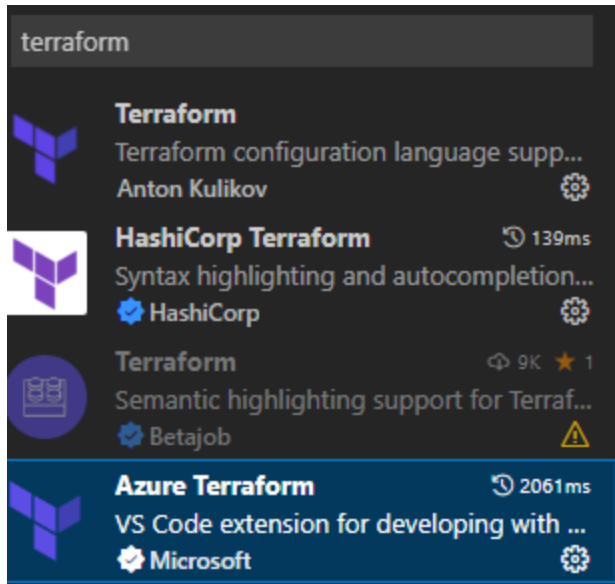 terraform
Terraform
Terraform configuration language supp...
Anton Kulikov
HashiCorp Terraform 139ms
Syntax highlighting and autocompletion...
HashiCorp
Terraform 9K ★ 1
Semantic highlighting support for Terraf...
Betajob
Azure Terraform 2061ms
VS Code extension for developing with ...
Microsoft